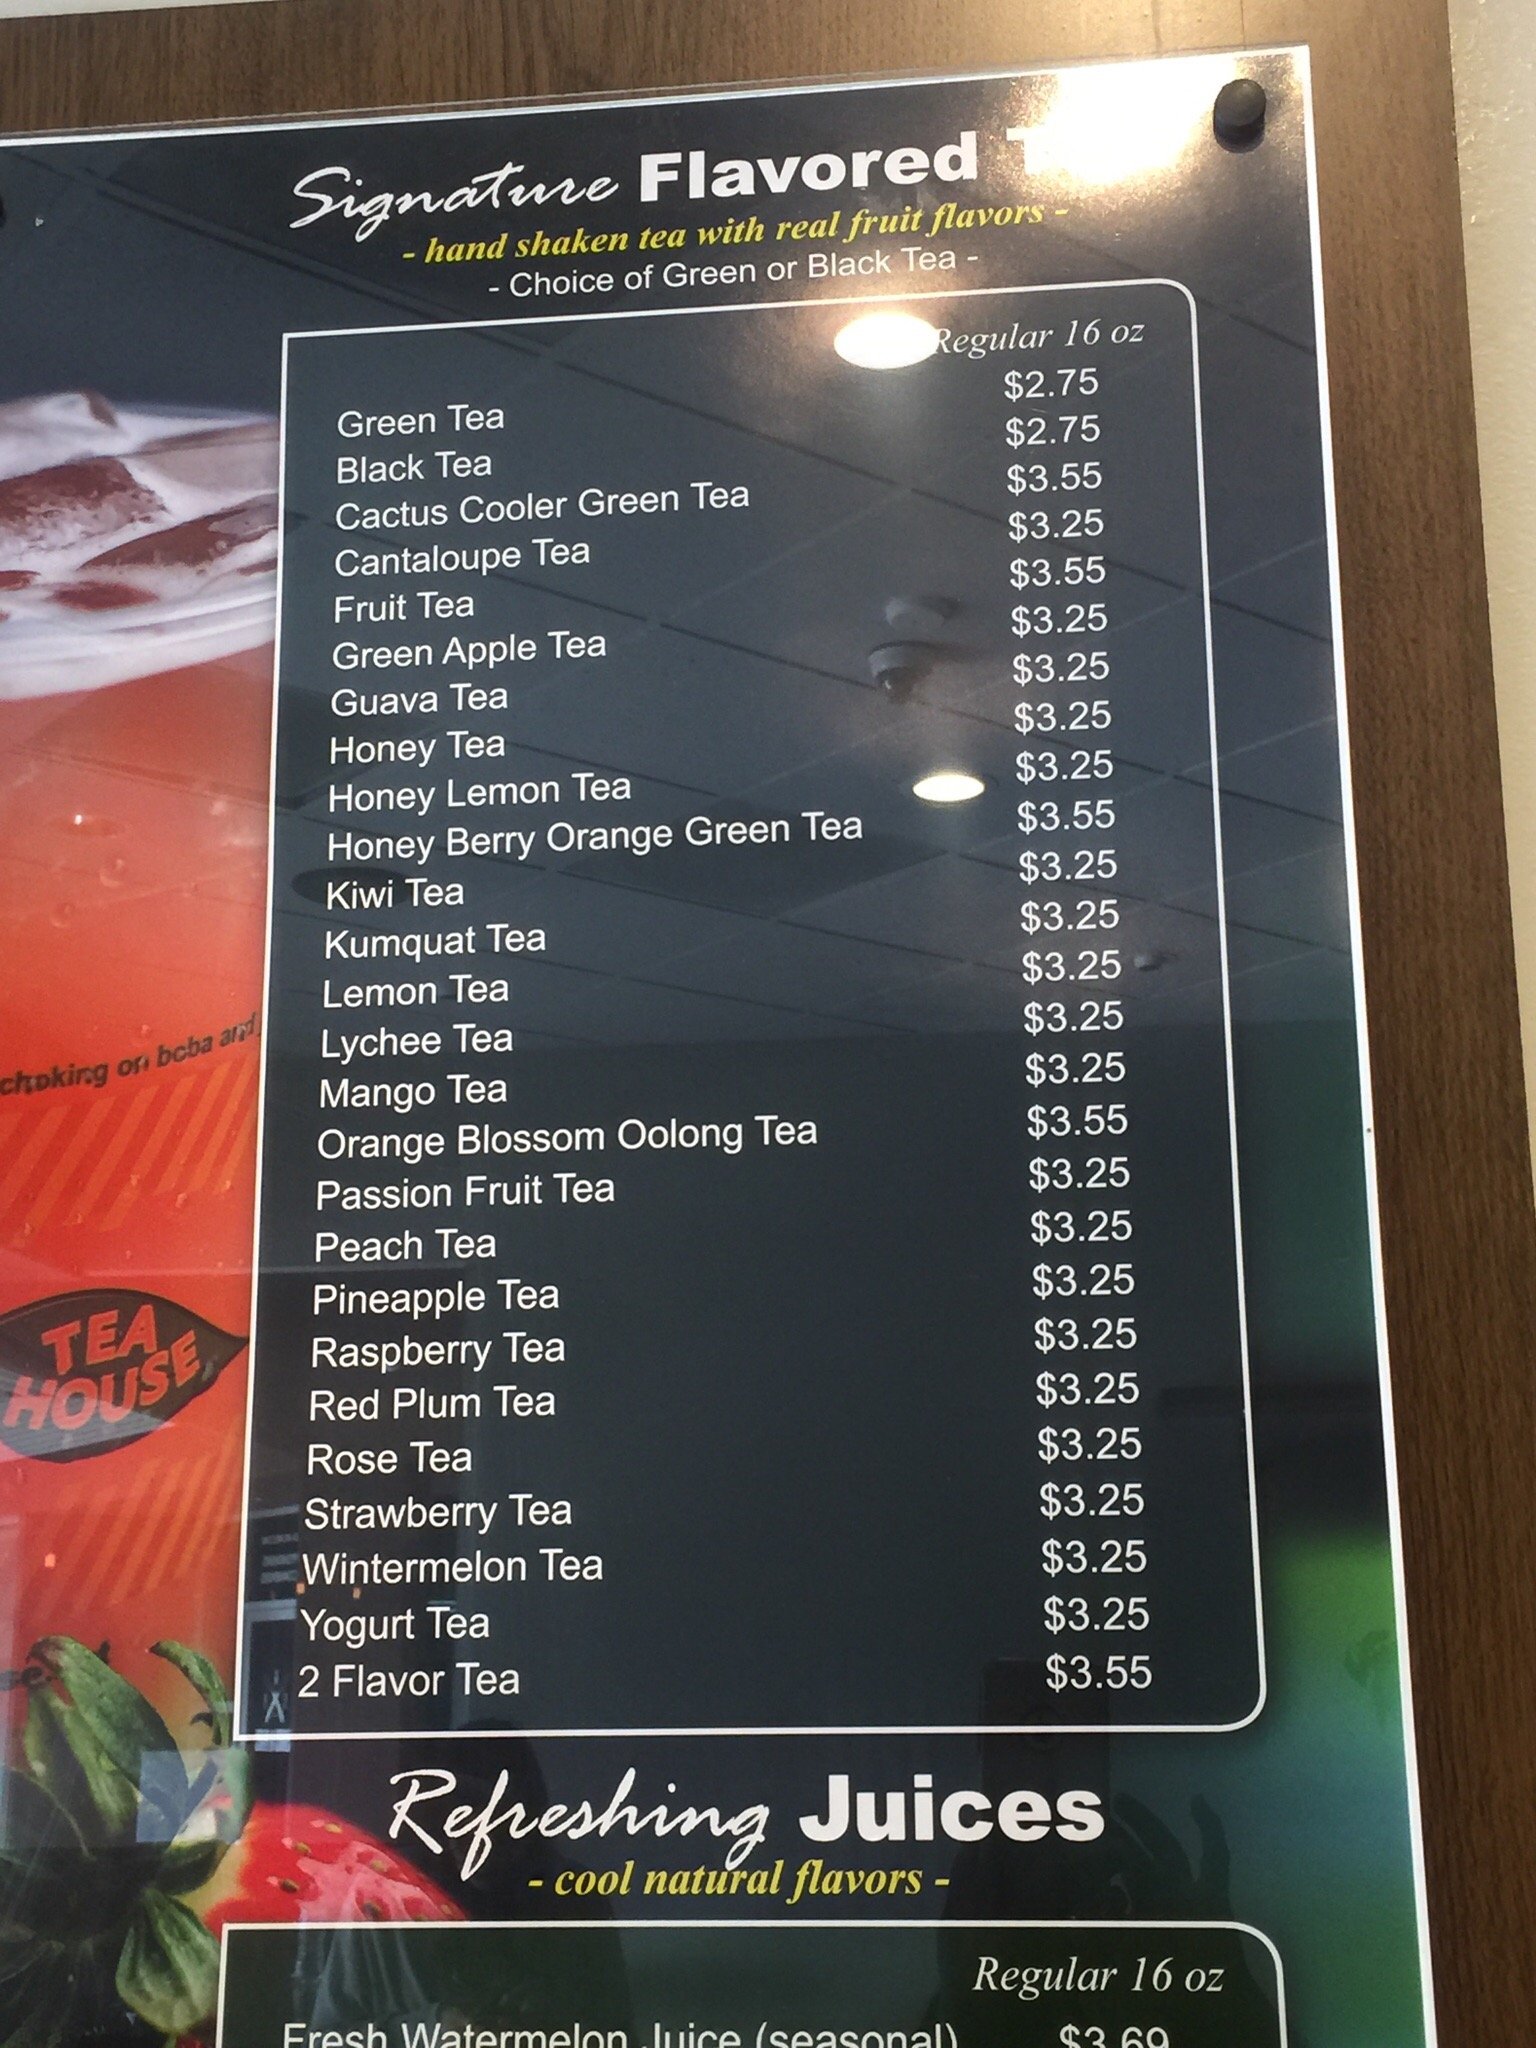 Signature Flavored
- hand shaken tea with real fruit flavors -
- Choice of Green or Black Tea -
Regular 16 oz
Green Tea $2.75
Black Tea $2.75
Cactus Cooler Green Tea $3.55
Cantaloupe Tea $3.25
Fruit Tea $3.55
Green Apple Tea $3.25
Guava Tea $3.25
Honey Tea $3.25
Honey Lemon Tea $3.25
Honey Berry Orange Green Tea $3.55
Kiwi Tea $3.25
Kumquat Tea $3.25
Lemon Tea $3.25
Lychee Tea $3.25
Mango Tea $3.25
Orange Blossom Oolong Tea $3.55
Passion Fruit Tea $3.25
Peach Tea $3.25
Pineapple Tea $3.25
Raspberry Tea $3.25
Red Plum Tea $3.25
Rose Tea $3.25
Strawberry Tea $3.25
Wintermelon Tea $3.25
Yogurt Tea $3.25
2 Flavor Tea $3.55
choking on boba and
TEA
HOUSE
Refreshing Juices
- cool natural flavors -
Regular 16 oz
Fresh Watermelon Juice (seasonal) $3.69